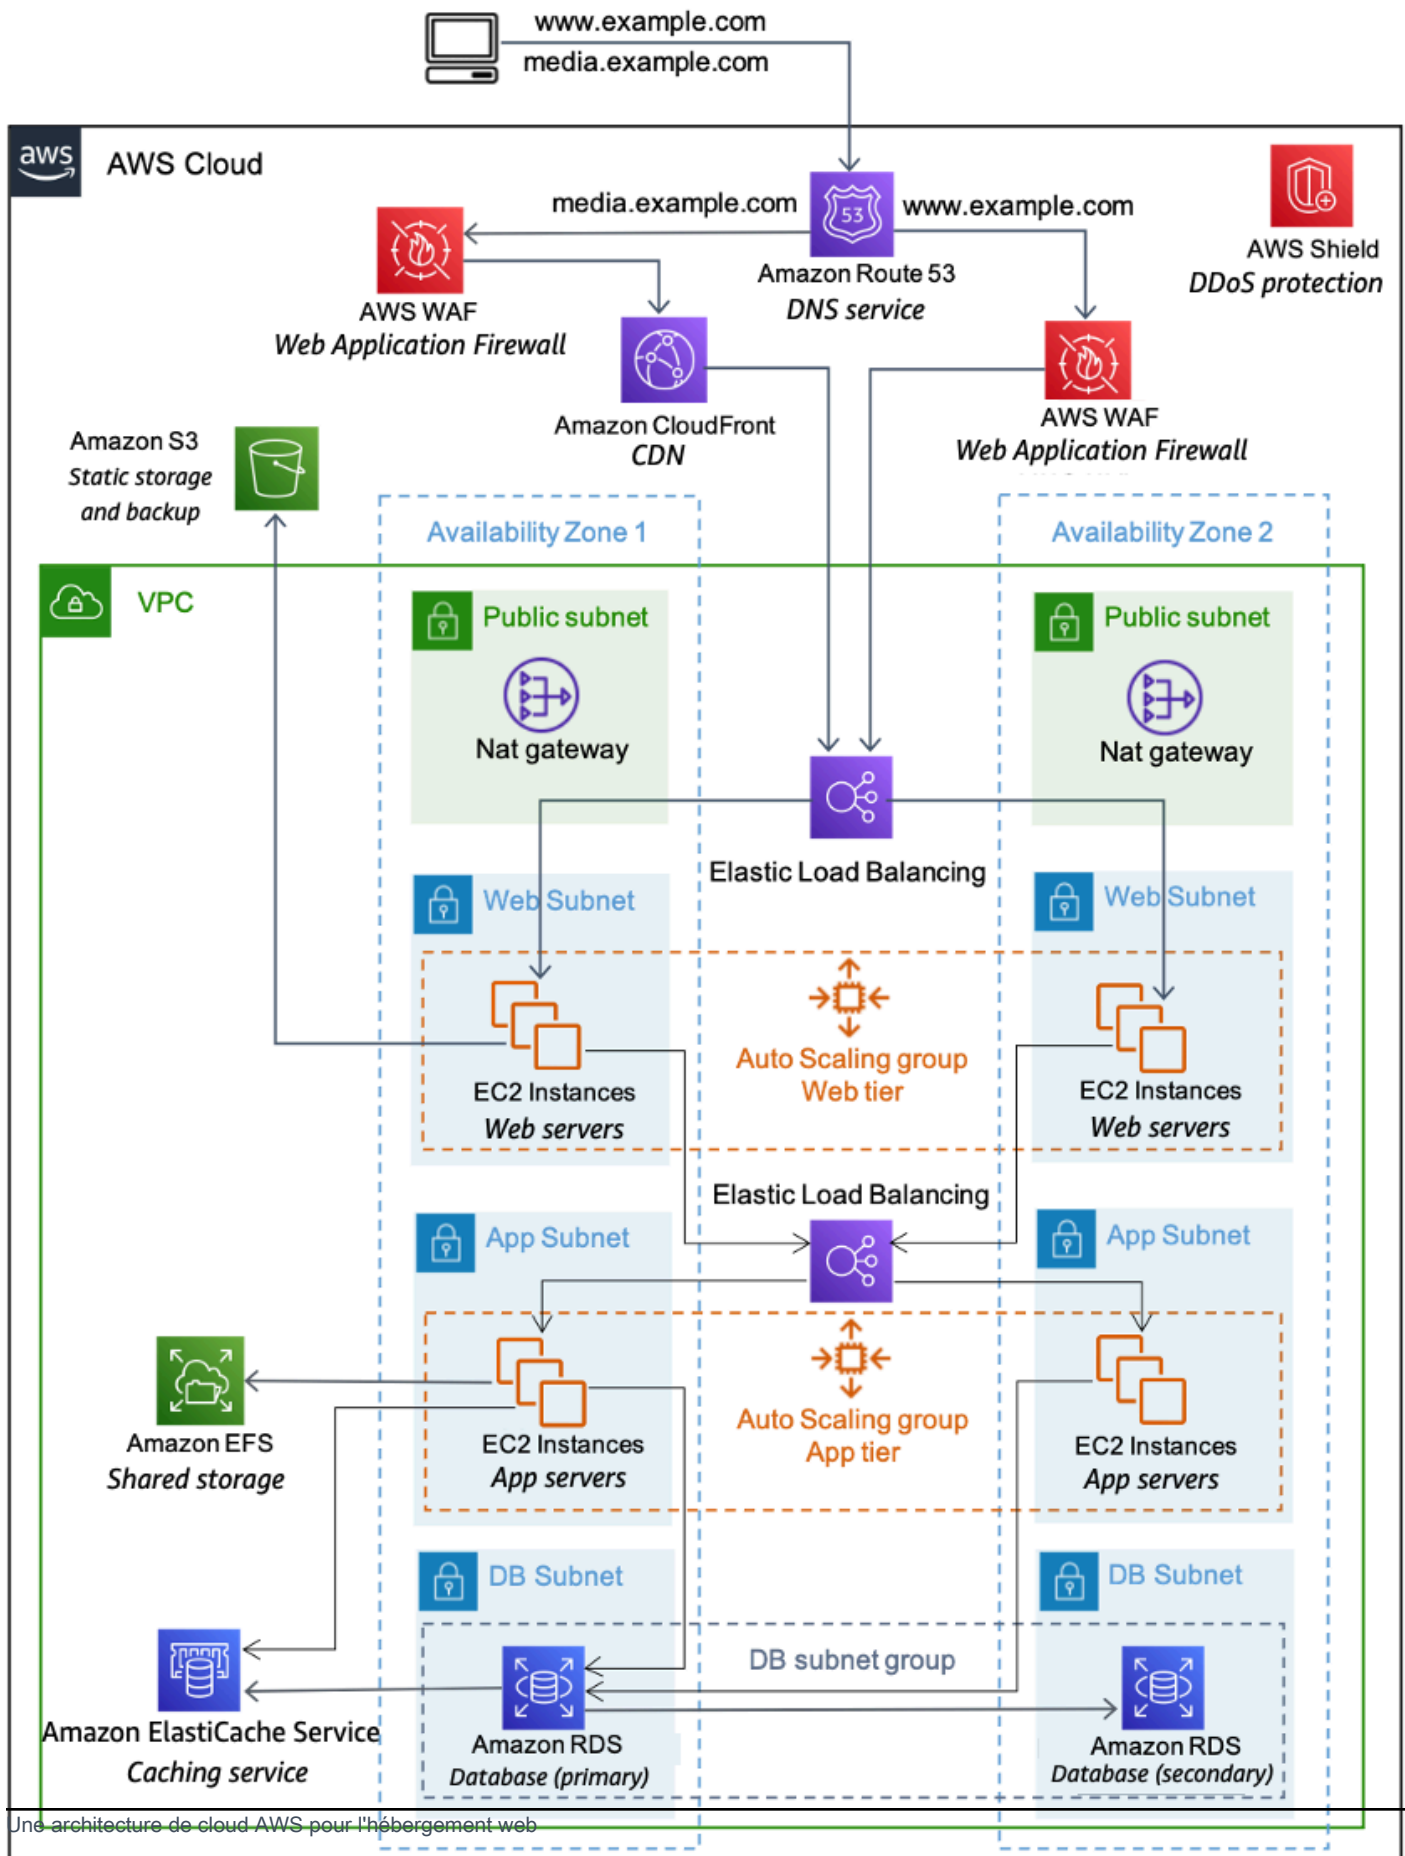 www.example.com
media.example.com
aws
AWS Cloud
media.example.com
53
www.example.com
AWS Shield
DDoS protection
Amazon Route 53
DNS service
AWS WAF
Web Application Firewall
Amazon CloudFront
CDN
AWS WAF
Web Application Firewall
Amazon S3
Static storage
and backup
Availability Zone 1
Availability Zone 2
VPC
Public subnet
Nat gateway
Public subnet
Nat gateway
Elastic Load Balancing
Web Subnet
Web Subnet
EC2 Instances
Web servers
Auto Scaling group
Web tier
EC2 Instances
Web servers
Elastic Load Balancing
App Subnet
App Subnet
Amazon EFS
Shared storage
EC2 Instances
App servers
Auto Scaling group
App tier
EC2 Instances
App servers
DB Subnet
DB Subnet
DB subnet group
Amazon ElastiCache Service
Caching service
Amazon RDS
Database (primary)
Amazon RDS
Database (secondary)
Une architecture de cloud AWS pour l'hébergement web